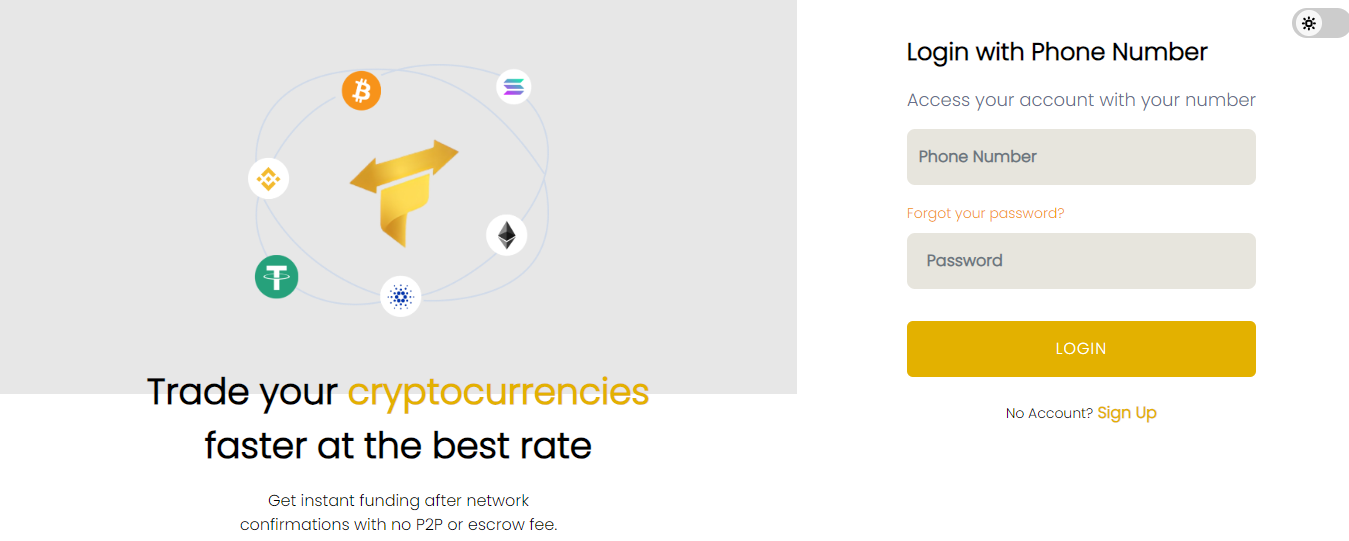 Trade your cryptocurrencies
faster at the best rate
Get instant funding after network
confirmations with no P2P or escrow fee.
Login with Phone Number
Access your account with your number
Phone Number
Forgot your password?
Password
LOGIN
No Account? Sign Up